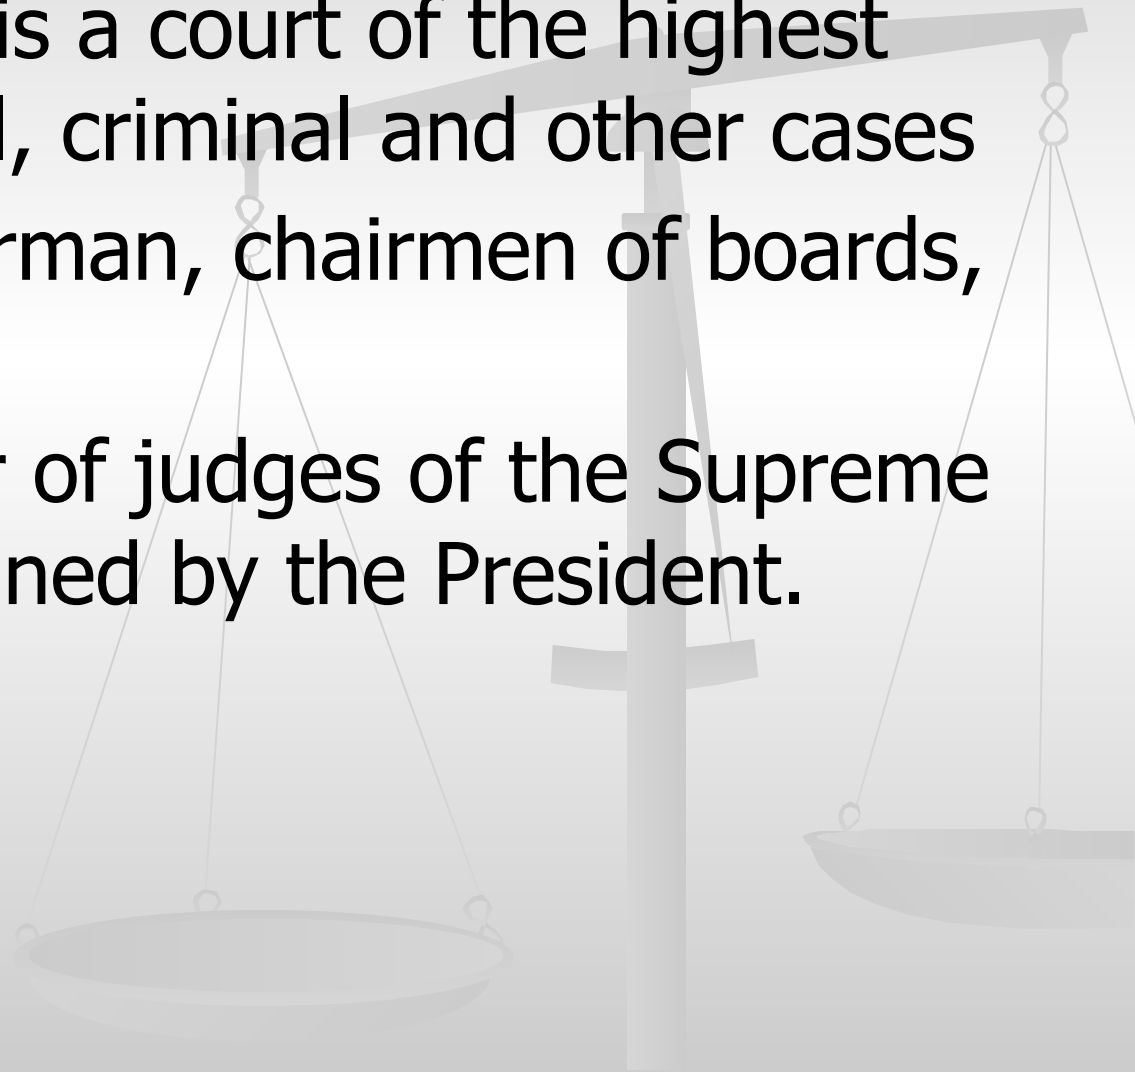 is a court of the highest
, criminal and other cases
rman, chairmen of boards,
of judges of the Supreme
ned by the President.